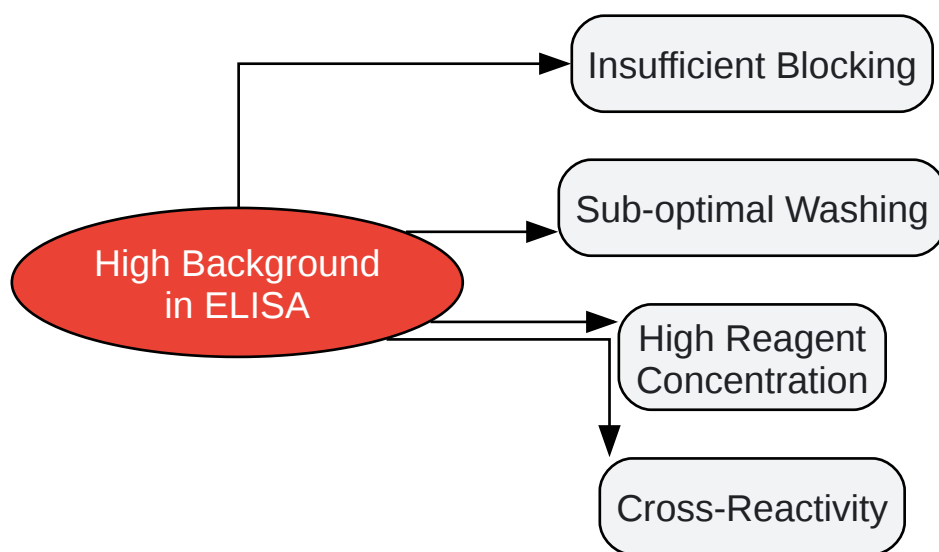 Insufficient Blocking
Sub-optimal Washing
High Background
in ELISA
High Reagent
Concentration
Cross-Reactivity